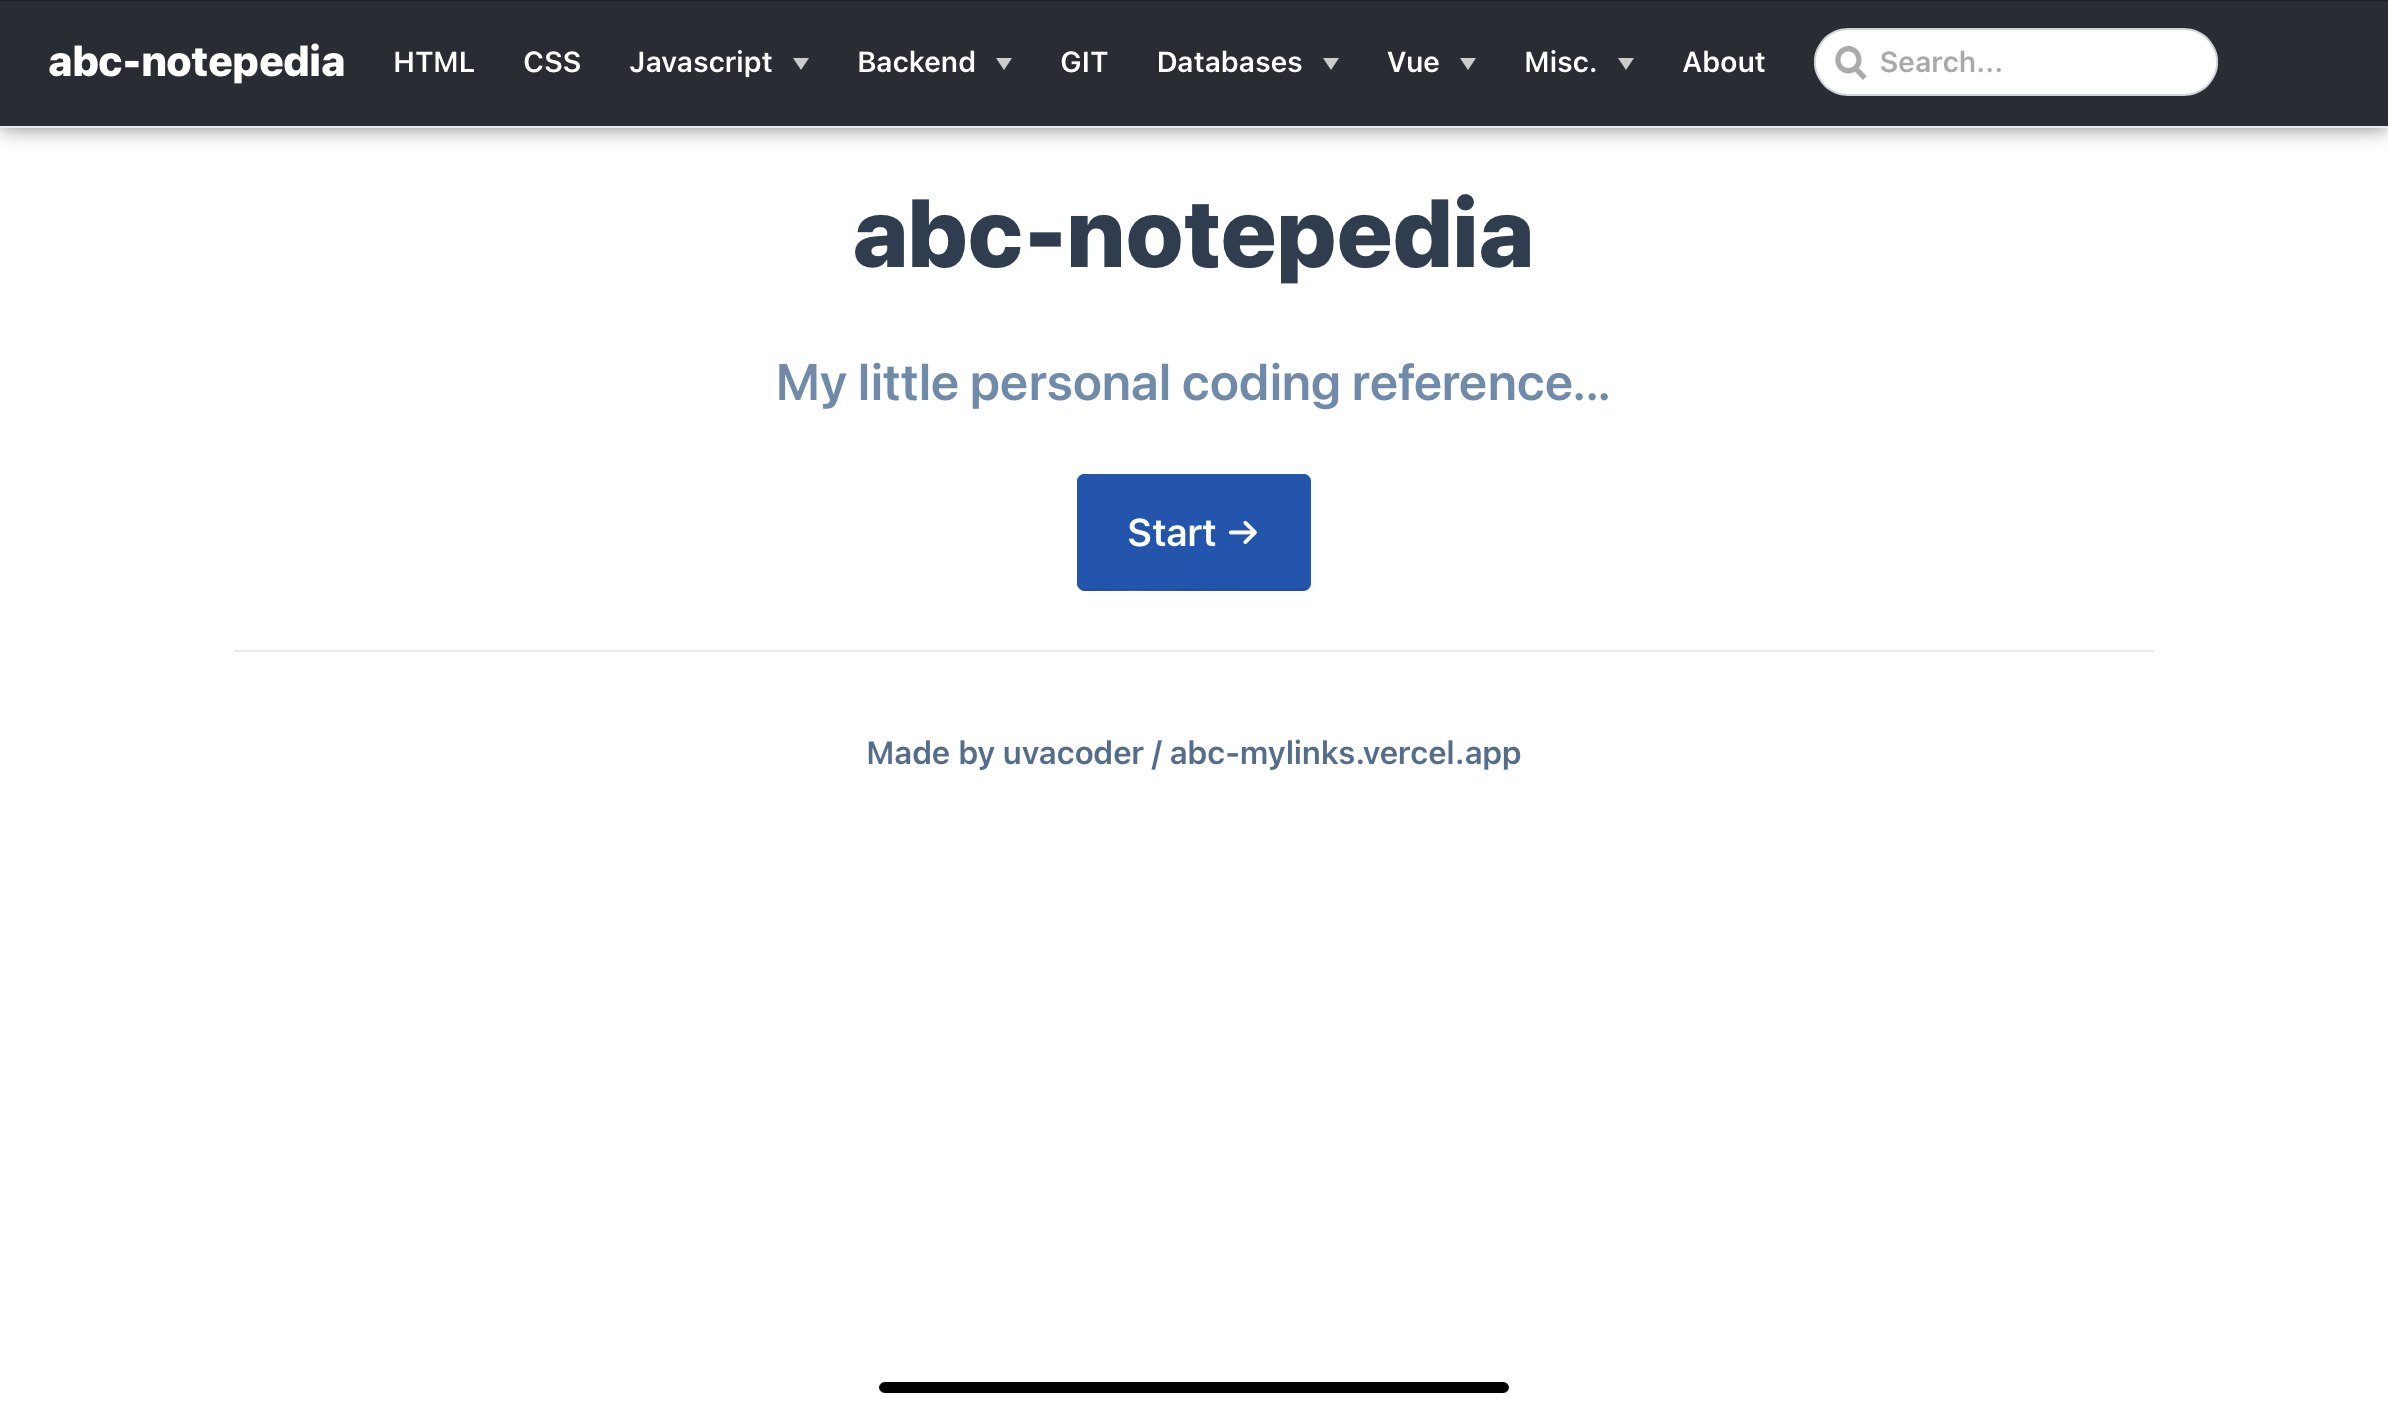 abc-notepedia HTML CSS Javascript Backend GIT Databases Vue Misc. About Search...
abc-notepedia
My little personal coding reference...
Start →
Made by uvacoder / abc-mylinks.vercel.app